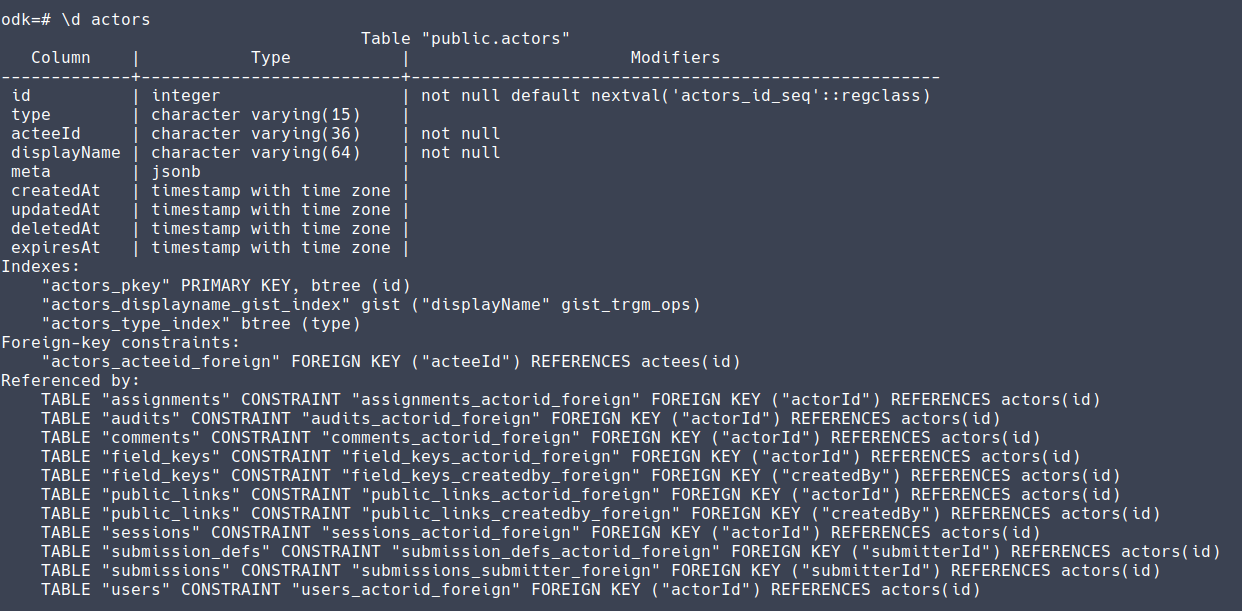 odk=# \d actors
                                    Table "public.actors"
   Column    |           Type           |                      Modifiers
-------------+--------------------------+-----------------------------------------------------
 id          | integer                  | not null default nextval('actors_id_seq'::regclass)
 type        | character varying(15)    |
 acteeId     | character varying(36)    | not null
 displayName | character varying(64)    | not null
 meta        | jsonb                    |
 createdAt   | timestamp with time zone |
 updatedAt   | timestamp with time zone |
 deletedAt   | timestamp with time zone |
 expiresAt   | timestamp with time zone |
Indexes:
    "actors_pkey" PRIMARY KEY, btree (id)
    "actors_displayname_gist_index" gist ("displayName" gist_trgm_ops)
    "actors_type_index" btree (type)
Foreign-key constraints:
    "actors_acteeid_foreign" FOREIGN KEY ("acteeId") REFERENCES actees(id)
Referenced by:
    TABLE "assignments" CONSTRAINT "assignments_actorid_foreign" FOREIGN KEY ("actorId") REFERENCES actors(id)
    TABLE "audits" CONSTRAINT "audits_actorid_foreign" FOREIGN KEY ("actorId") REFERENCES actors(id)
    TABLE "comments" CONSTRAINT "comments_actorid_foreign" FOREIGN KEY ("actorId") REFERENCES actors(id)
    TABLE "field_keys" CONSTRAINT "field_keys_actorid_foreign" FOREIGN KEY ("actorId") REFERENCES actors(id)
    TABLE "field_keys" CONSTRAINT "field_keys_createdby_foreign" FOREIGN KEY ("createdBy") REFERENCES actors(id)
    TABLE "public_links" CONSTRAINT "public_links_actorid_foreign" FOREIGN KEY ("actorId") REFERENCES actors(id)
    TABLE "public_links" CONSTRAINT "public_links_createdby_foreign" FOREIGN KEY ("createdBy") REFERENCES actors(id)
    TABLE "sessions" CONSTRAINT "sessions_actorid_foreign" FOREIGN KEY ("actorId") REFERENCES actors(id)
    TABLE "submission_defs" CONSTRAINT "submission_defs_actorid_foreign" FOREIGN KEY ("submitterId") REFERENCES actors(id)
    TABLE "submissions" CONSTRAINT "submissions_submitter_foreign" FOREIGN KEY ("submitterId") REFERENCES actors(id)
    TABLE "users" CONSTRAINT "users_actorid_foreign" FOREIGN KEY ("actorId") REFERENCES actors(id)